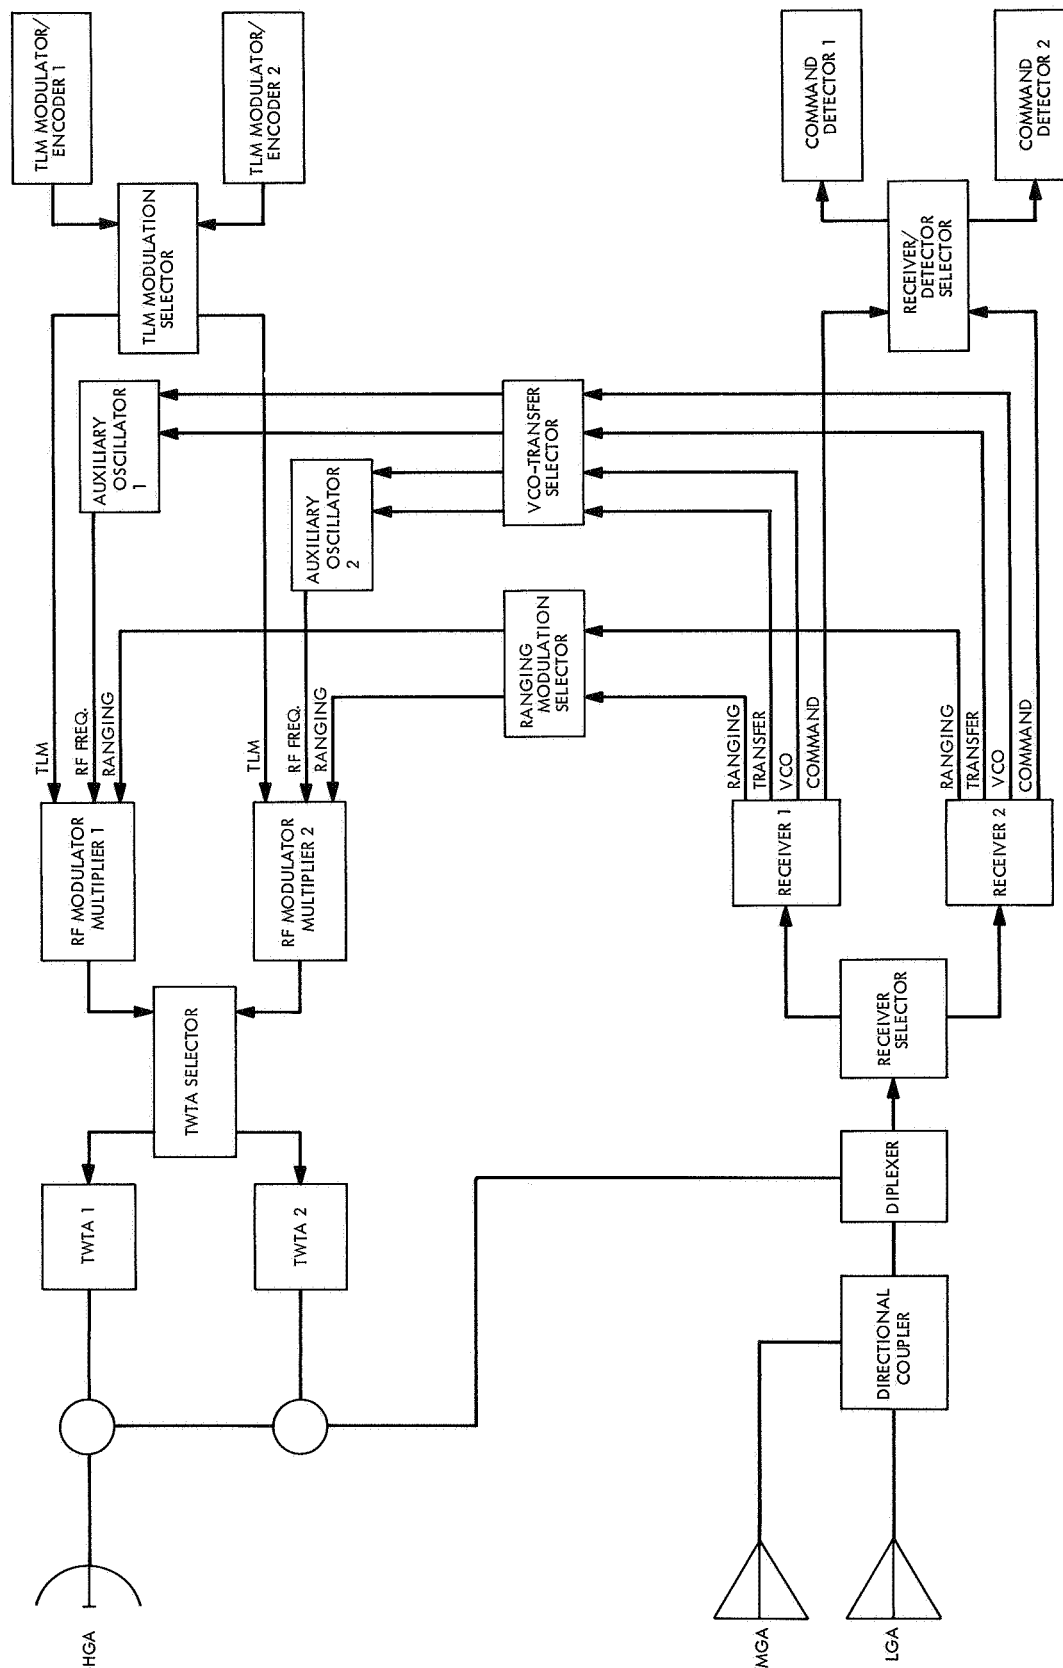 HGA
TWTA 1
TWTA 2
TWTA SELECTOR
RF MODULATOR
MULTIPLIER 1
RF MODULATOR
MULTIPLIER 2
TLM
RF FREQ.
RANGING
TLM
RF FREQ.
RANGING
AUXILIARY
OSCILLATOR
1
AUXILIARY
OSCILLATOR
2
TLM MODULATION
SELECTOR
TLM MODULATOR/
ENCODER 1
TLM MODULATOR/
ENCODER 2
RANGING
MODULATION
SELECTOR
VCO-TRANSFER
SELECTOR
MGA
LGA
DIRECTIONAL
COUPLER
DIPLEXER
RECEIVER
SELECTOR
RECEIVER 1
RANGING
TRANSFER
VCO
COMMAND
RECEIVER 2
RANGING
TRANSFER
VCO
COMMAND
RECEIVER/
DETECTOR
SELECTOR
COMMAND
DETECTOR 1
COMMAND
DETECTOR 2